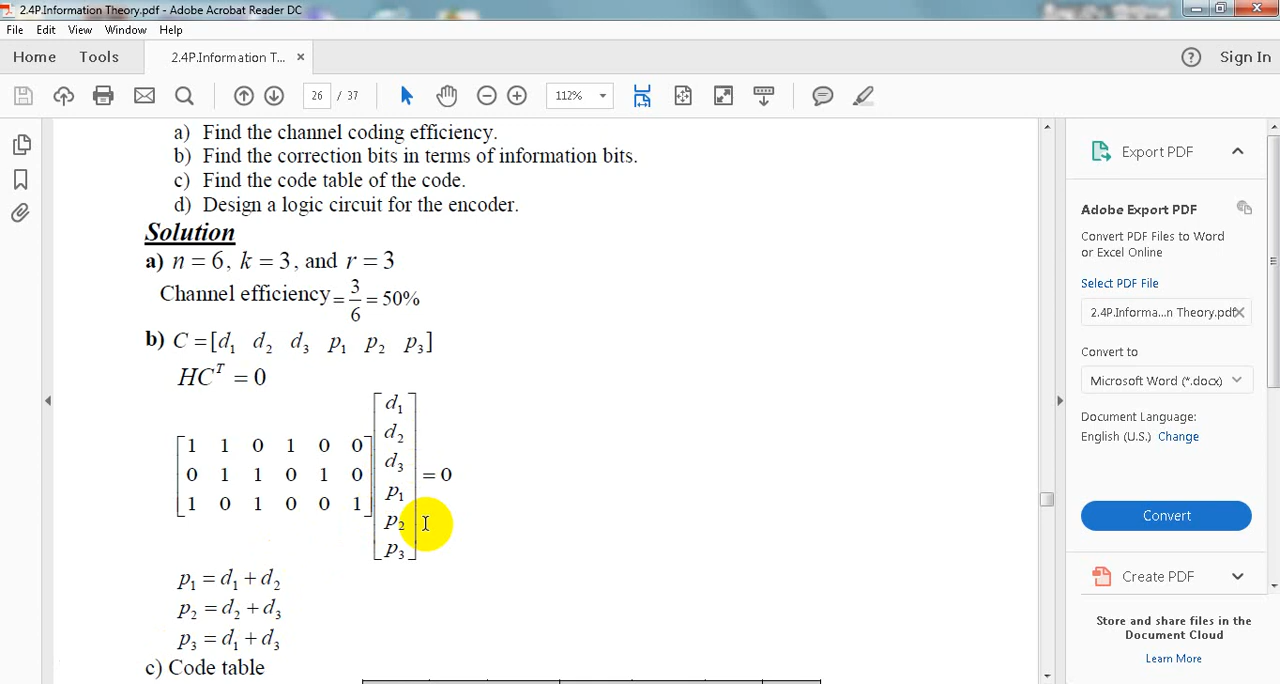 2.4P.Information Theory.pdf - Adobe Acrobat Reader DC
File Edit View Window Help
Home Tools 2.4P.Information T... × Sign In
26 / 37 112%
a) Find the channel coding efficiency.
b) Find the correction bits in terms of information bits.
c) Find the code table of the code.
d) Design a logic circuit for the encoder.
Solution
a) n = 6, k = 3, and r = 3
Channel efficiency = 3/6 = 50%
b) C = [d₁ d₂ d₃ p₁ p₂ p₃]
HCᵀ = 0
d₁
d₂
1 1 0 1 0 0
d₃
0 1 1 0 1 0 = 0
p₁
1 0 1 0 0 1
p₂
p₃
p₁ = d₁ + d₂
p₂ = d₂ + d₃
p₃ = d₁ + d₃
c) Code table
Export PDF
Adobe Export PDF
Convert PDF Files to Word
or Excel Online
Select PDF File
2.4P.Informa...n Theory.pdf ×
Convert to
Microsoft Word (*.docx)
Document Language:
English (U.S.) Change
Convert
Create PDF
Store and share files in the
Document Cloud
Learn More